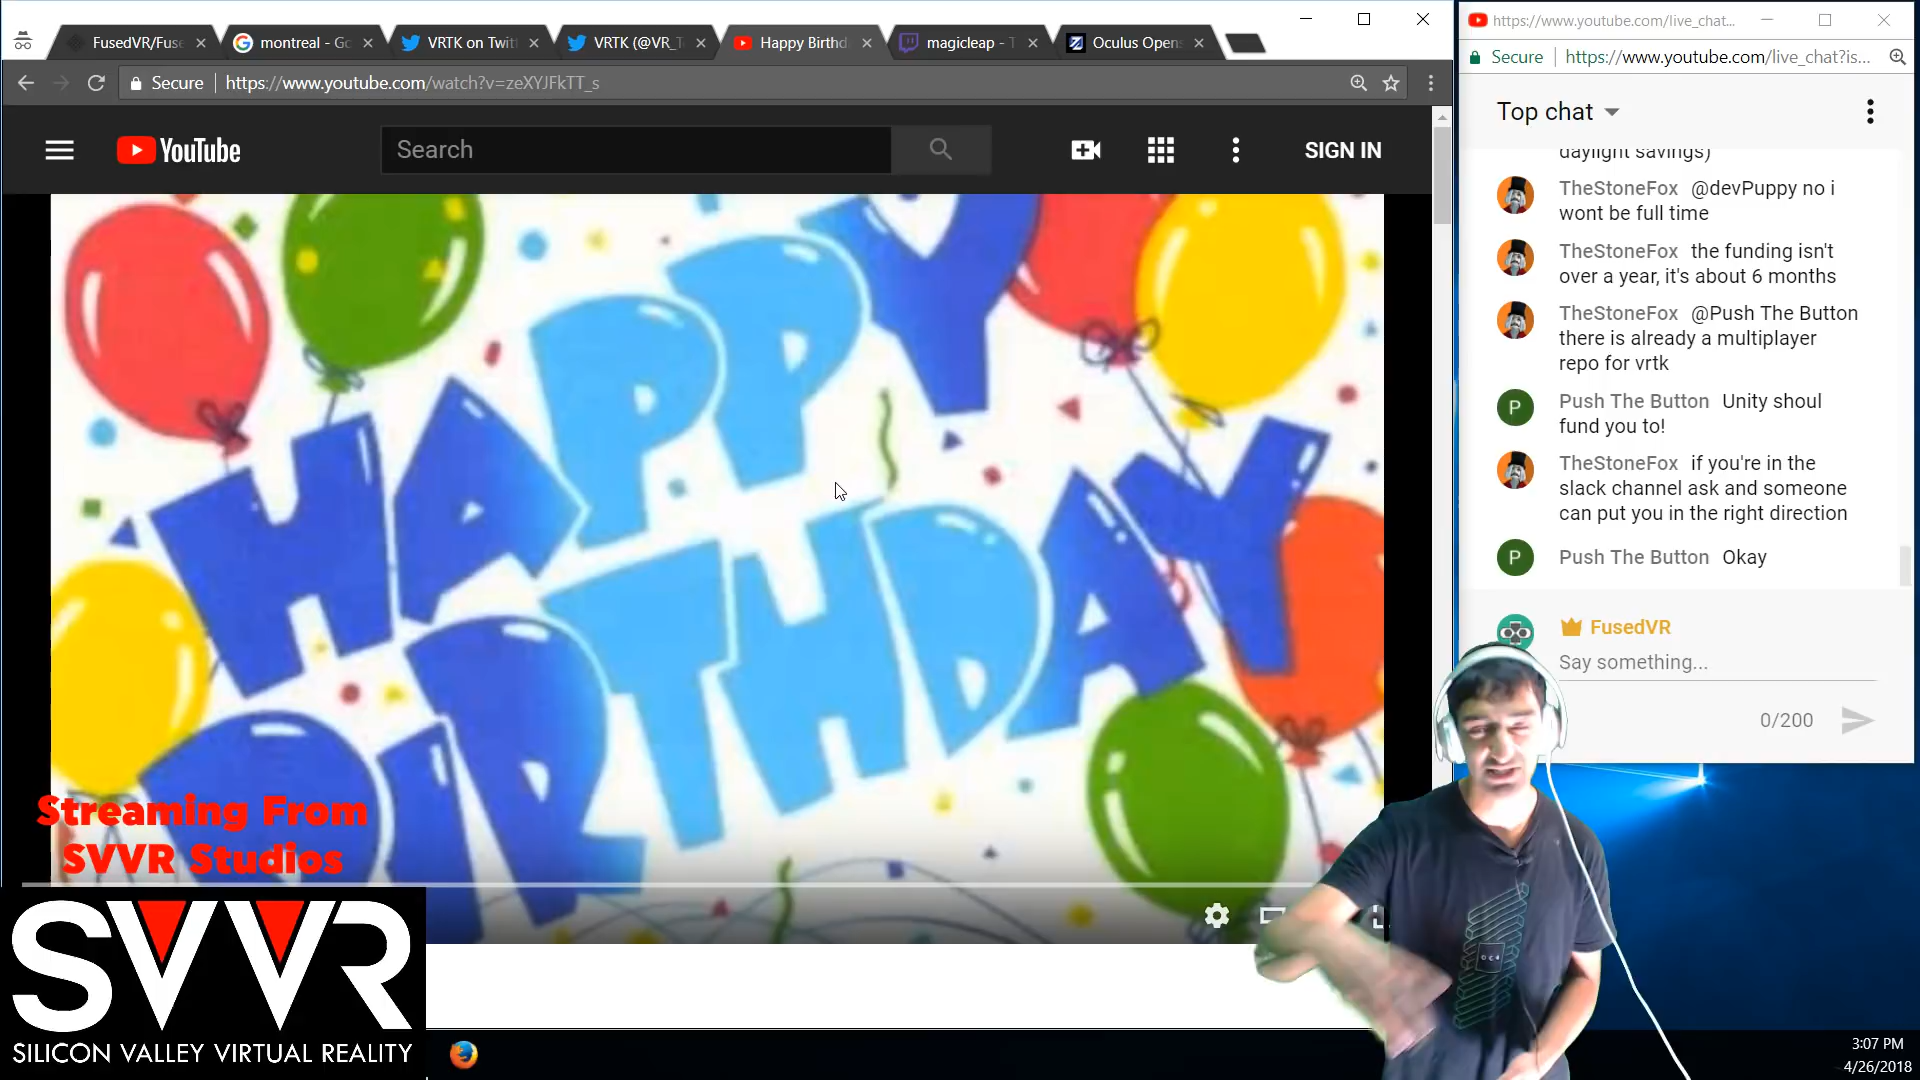 FusedVR/Fuse
montreal - Go
VRTK on Twitt
VRTK (@VR_T
Happy Birthd
magicleap - T
Oculus Opens
Secure
https://www.youtube.com/watch?v=zeXYJFkTT_s
YouTube
Search
SIGN IN
HAPPY
BIRTHDAY
Streaming From
SVVR Studios
SVVR
SILICON VALLEY VIRTUAL REALITY
https://www.youtube.com/live_chat...
Secure
https://www.youtube.com/live_chat?is...
Top chat
daylight savings)
TheStoneFox @devPuppy no i
wont be full time
TheStoneFox the funding isn't
over a year, it's about 6 months
TheStoneFox @Push The Button
there is already a multiplayer
repo for vrtk
P
Push The Button Unity shoul
fund you to!
TheStoneFox if you're in the
slack channel ask and someone
can put you in the right direction
P
Push The Button Okay
FusedVR
Say something...
0/200
3:07 PM
4/26/2018